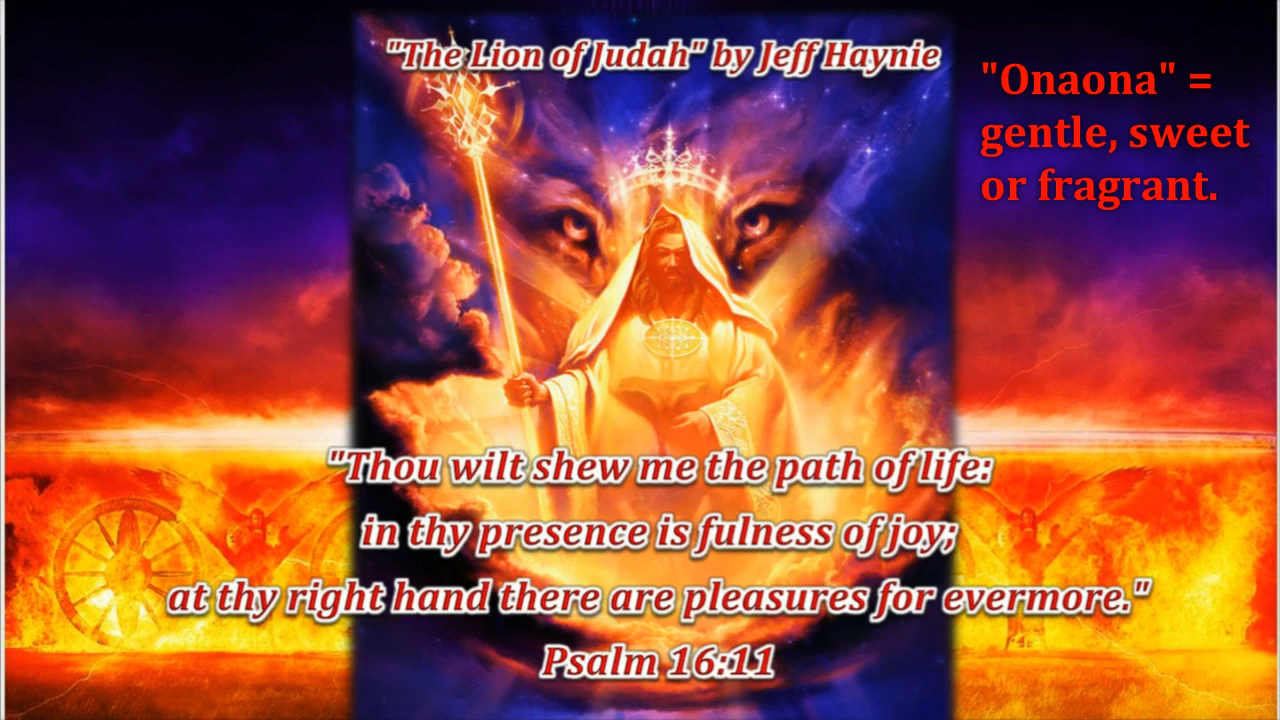 "The Lion of Judah" by Jeff Haynie
"Onaona" =
gentle, sweet
or fragrant.
"Thou wilt shew me the path of life:
in thy presence is fulness of joy;
at thy right hand there are pleasures for evermore."
Psalm 16:11